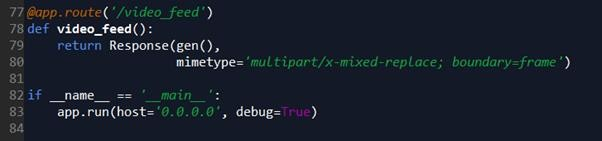 77 @app.route('/video_feed')
78 def video_feed():
79     return Response(gen(),
80                     mimetype='multipart/x-mixed-replace; boundary=frame')
81
82 if __name__ == '__main__':
83     app.run(host='0.0.0.0', debug=True)
84